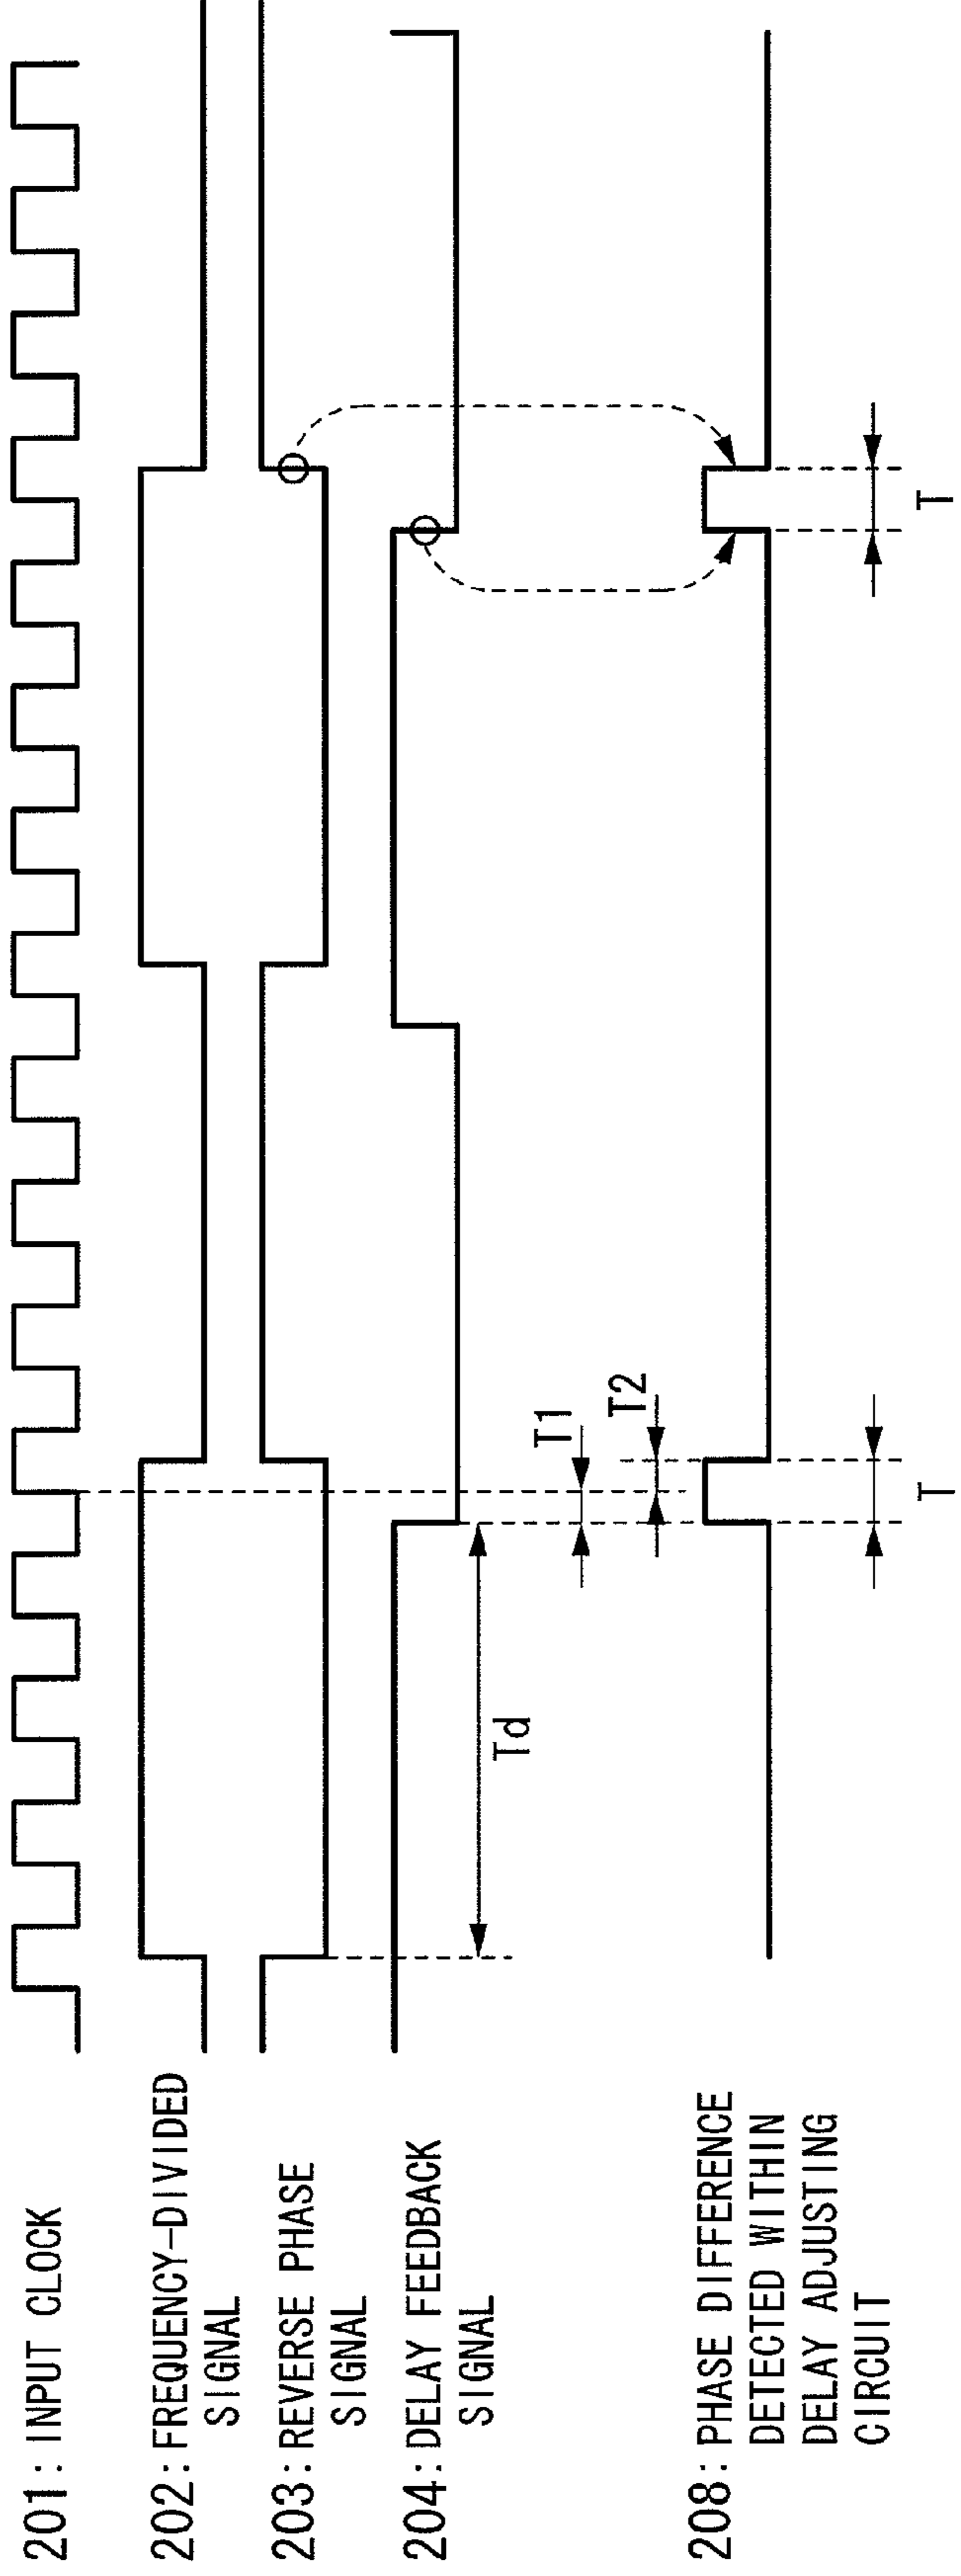 201: INPUT CLOCK
202: FREQUENCY-DIVIDED
SIGNAL
203: REVERSE PHASE
SIGNAL
204: DELAY FEEDBACK
SIGNAL
Td
T1
T2
208: PHASE DIFFERENCE
DETECTED WITHIN
DELAY ADJUSTING
CIRCUIT
T
T